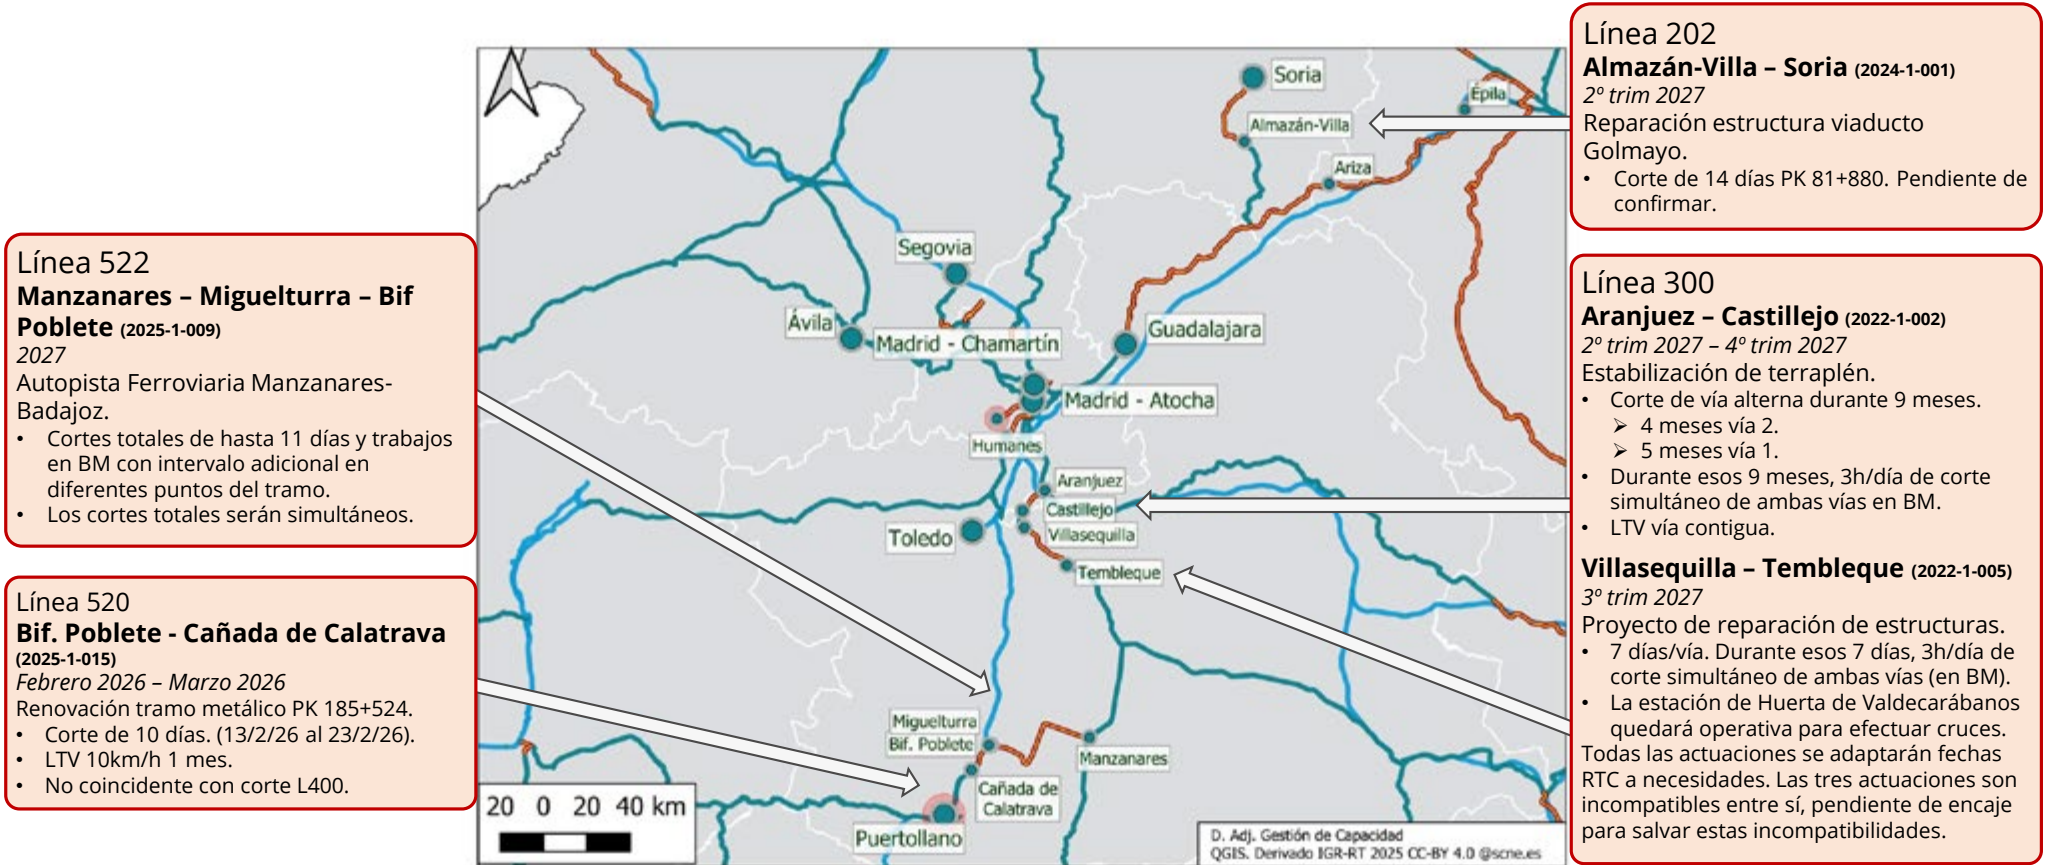 Línea 522
Manzanares – Miguelturra – Bif
Poblete (2025-1-009)
2027
Autopista Ferroviaria Manzanares-
Badajoz.
• Cortes totales de hasta 11 días y trabajos
en BM con intervalo adicional en
diferentes puntos del tramo.
• Los cortes totales serán simultáneos.
Línea 520
Bif. Poblete - Cañada de Calatrava
(2025-1-015)
Febrero 2026 – Marzo 2026
Renovación tramo metálico PK 185+524.
• Corte de 10 días. (13/2/26 al 23/2/26).
• LTV 10km/h 1 mes.
• No coincidente con corte L400.
Soria
Épila
Almazán-Villa
Ariza
Segovia
Ávila
Madrid - Chamartín
Guadalajara
Madrid - Atocha
Humanes
Aranjuez
Castillejo
Toledo
Villasequilla
Tembleque
Miguelturra
Bif. Poblete
Manzanares
Cañada de
Calatrava
Puertollano
20 0 20 40 km
D. Adj. Gestión de Capacidad
QGIS. Derivado IGR-RT 2025 CC-BY 4.0 @scne.es
Línea 202
Almazán-Villa – Soria (2024-1-001)
2º trim 2027
Reparación estructura viaducto
Golmayo.
• Corte de 14 días PK 81+880. Pendiente de
confirmar.
Línea 300
Aranjuez – Castillejo (2022-1-002)
2º trim 2027 – 4º trim 2027
Estabilización de terraplén.
• Corte de vía alterna durante 9 meses.
➢ 4 meses vía 2.
➢ 5 meses vía 1.
• Durante esos 9 meses, 3h/día de corte
simultáneo de ambas vías en BM.
• LTV vía contigua.
Villasequilla – Tembleque (2022-1-005)
3º trim 2027
Proyecto de reparación de estructuras.
• 7 días/vía. Durante esos 7 días, 3h/día de
corte simultáneo de ambas vías (en BM).
• La estación de Huerta de Valdecarábanos
quedará operativa para efectuar cruces.
Todas las actuaciones se adaptarán fechas
RTC a necesidades. Las tres actuaciones son
incompatibles entre sí, pendiente de encaje
para salvar estas incompatibilidades.